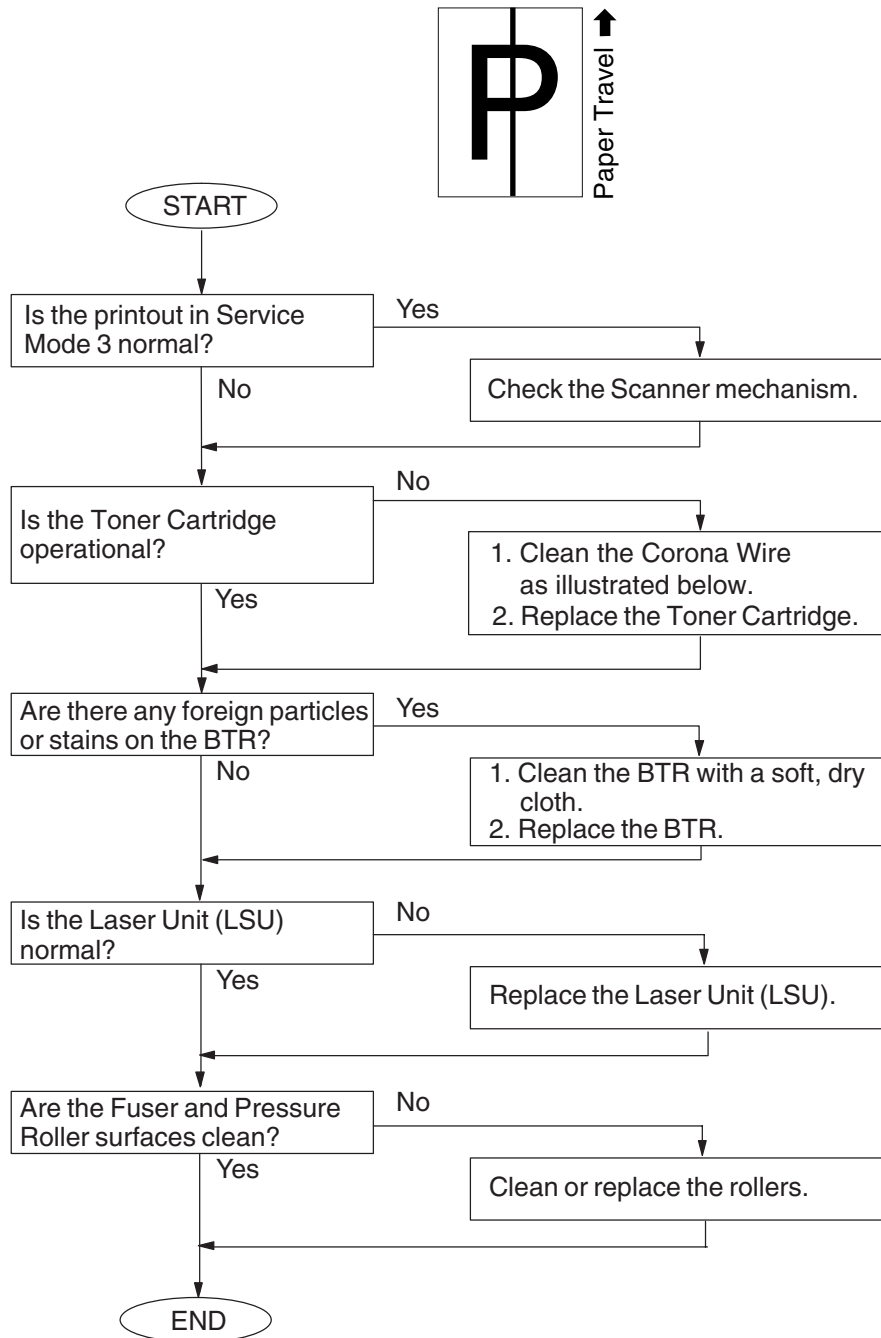 P
Paper Travel
START
Is the printout in Service
Mode 3 normal?
Yes
No
Check the Scanner mechanism.
Is the Toner Cartridge
operational?
No
Yes
1. Clean the Corona Wire
as illustrated below.
2. Replace the Toner Cartridge.
Are there any foreign particles
or stains on the BTR?
Yes
No
1. Clean the BTR with a soft, dry
cloth.
2. Replace the BTR.
Is the Laser Unit (LSU)
normal?
No
Yes
Replace the Laser Unit (LSU).
Are the Fuser and Pressure
Roller surfaces clean?
No
Yes
Clean or replace the rollers.
END